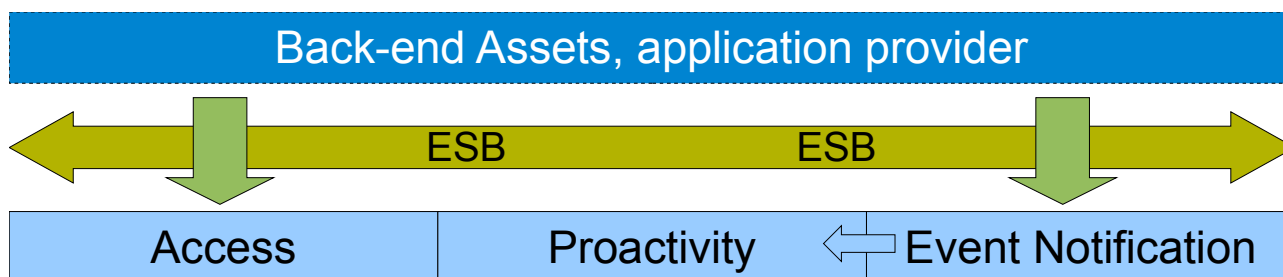 Back-end Assets, application provider
ESB ESB
Access Proactivity Event Notification